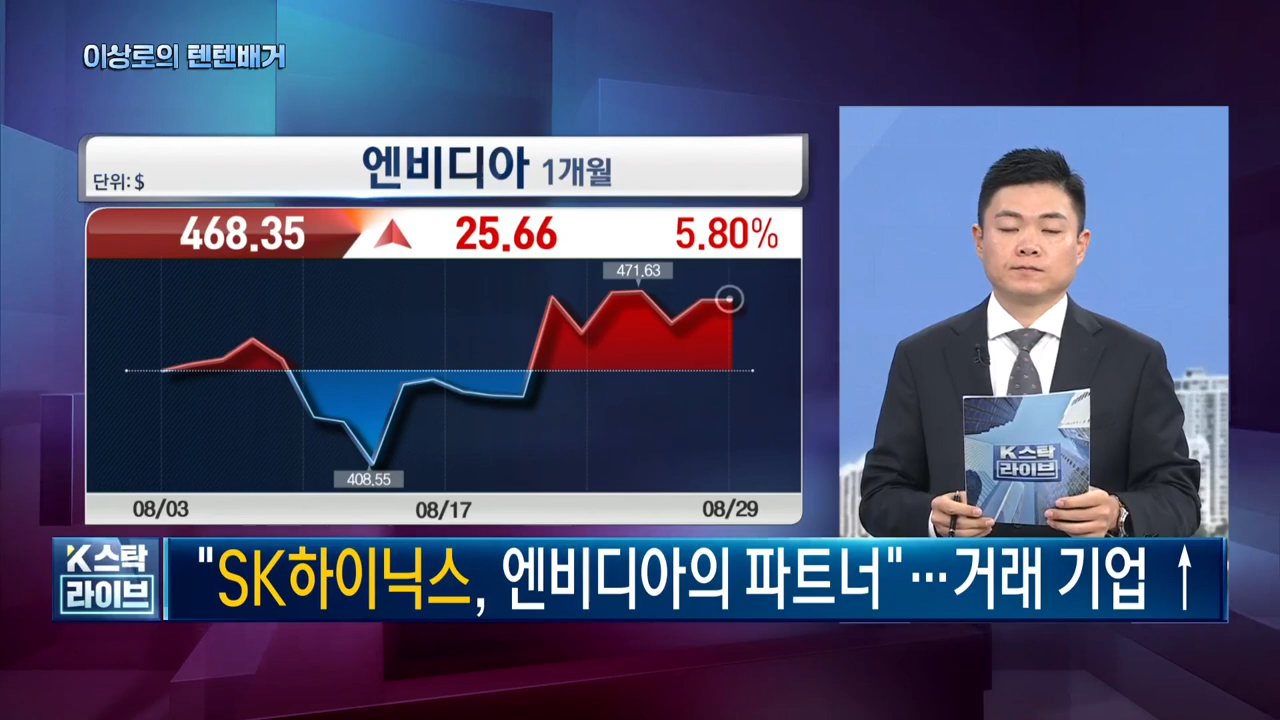 이상로의 텐텐배거
엔비디아 1개월
단위: $
468.35 ▲ 25.66 5.80%
471.63
408.55
08/03 08/17 08/29
K스탁
라이브
K스탁
라이브
"SK하이닉스, 엔비디아의 파트너"…거래 기업 ↑